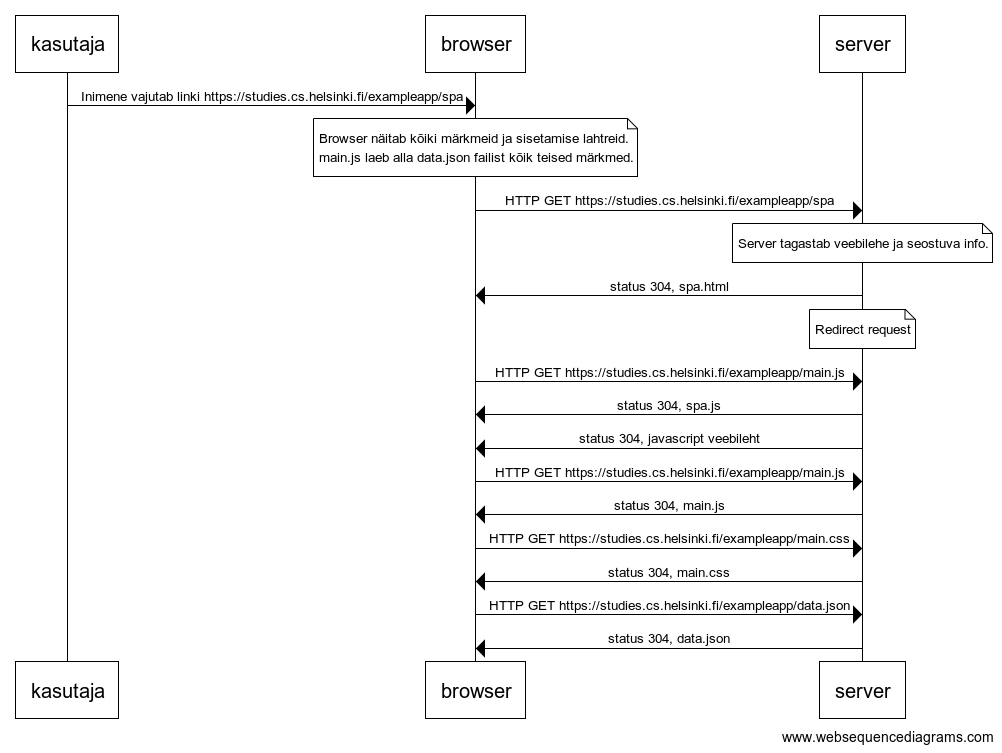 kasutaja
browser
server
Inimene vajutab linki https://studies.cs.helsinki.fi/exampleapp/spa
Browser näitab kõiki märkmeid ja sisetamise lahtreid.
main.js laeb alla data.json failist kõik teised märkmed.
HTTP GET https://studies.cs.helsinki.fi/exampleapp/spa
Server tagastab veebilehe ja seostuva info.
status 304, spa.html
Redirect request
HTTP GET https://studies.cs.helsinki.fi/exampleapp/main.js
status 304, spa.js
status 304, javascript veebileht
HTTP GET https://studies.cs.helsinki.fi/exampleapp/main.js
status 304, main.js
HTTP GET https://studies.cs.helsinki.fi/exampleapp/main.css
status 304, main.css
HTTP GET https://studies.cs.helsinki.fi/exampleapp/data.json
status 304, data.json
kasutaja
browser
server
www.websequencediagrams.com